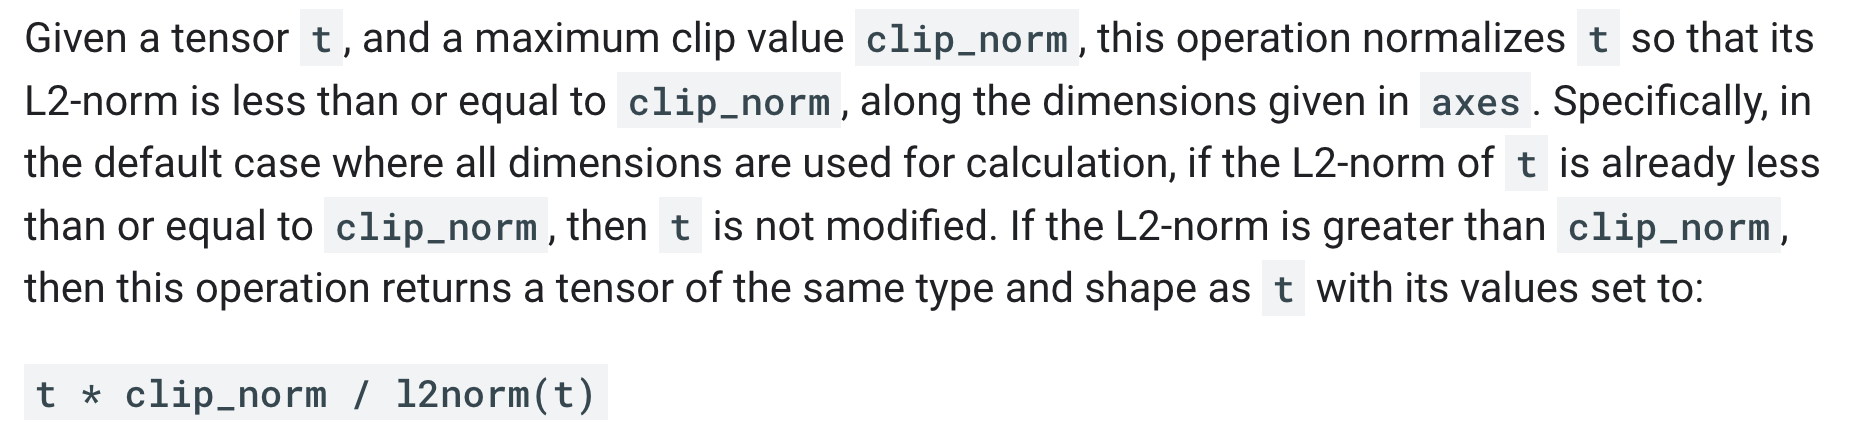 Given a tensor t, and a maximum clip value clip_norm, this operation normalizes t so that its
L2-norm is less than or equal to clip_norm, along the dimensions given in axes. Specifically, in
the default case where all dimensions are used for calculation, if the L2-norm of t is already less
than or equal to clip_norm, then t is not modified. If the L2-norm is greater than clip_norm,
then this operation returns a tensor of the same type and shape as t with its values set to:
t * clip_norm / l2norm(t)